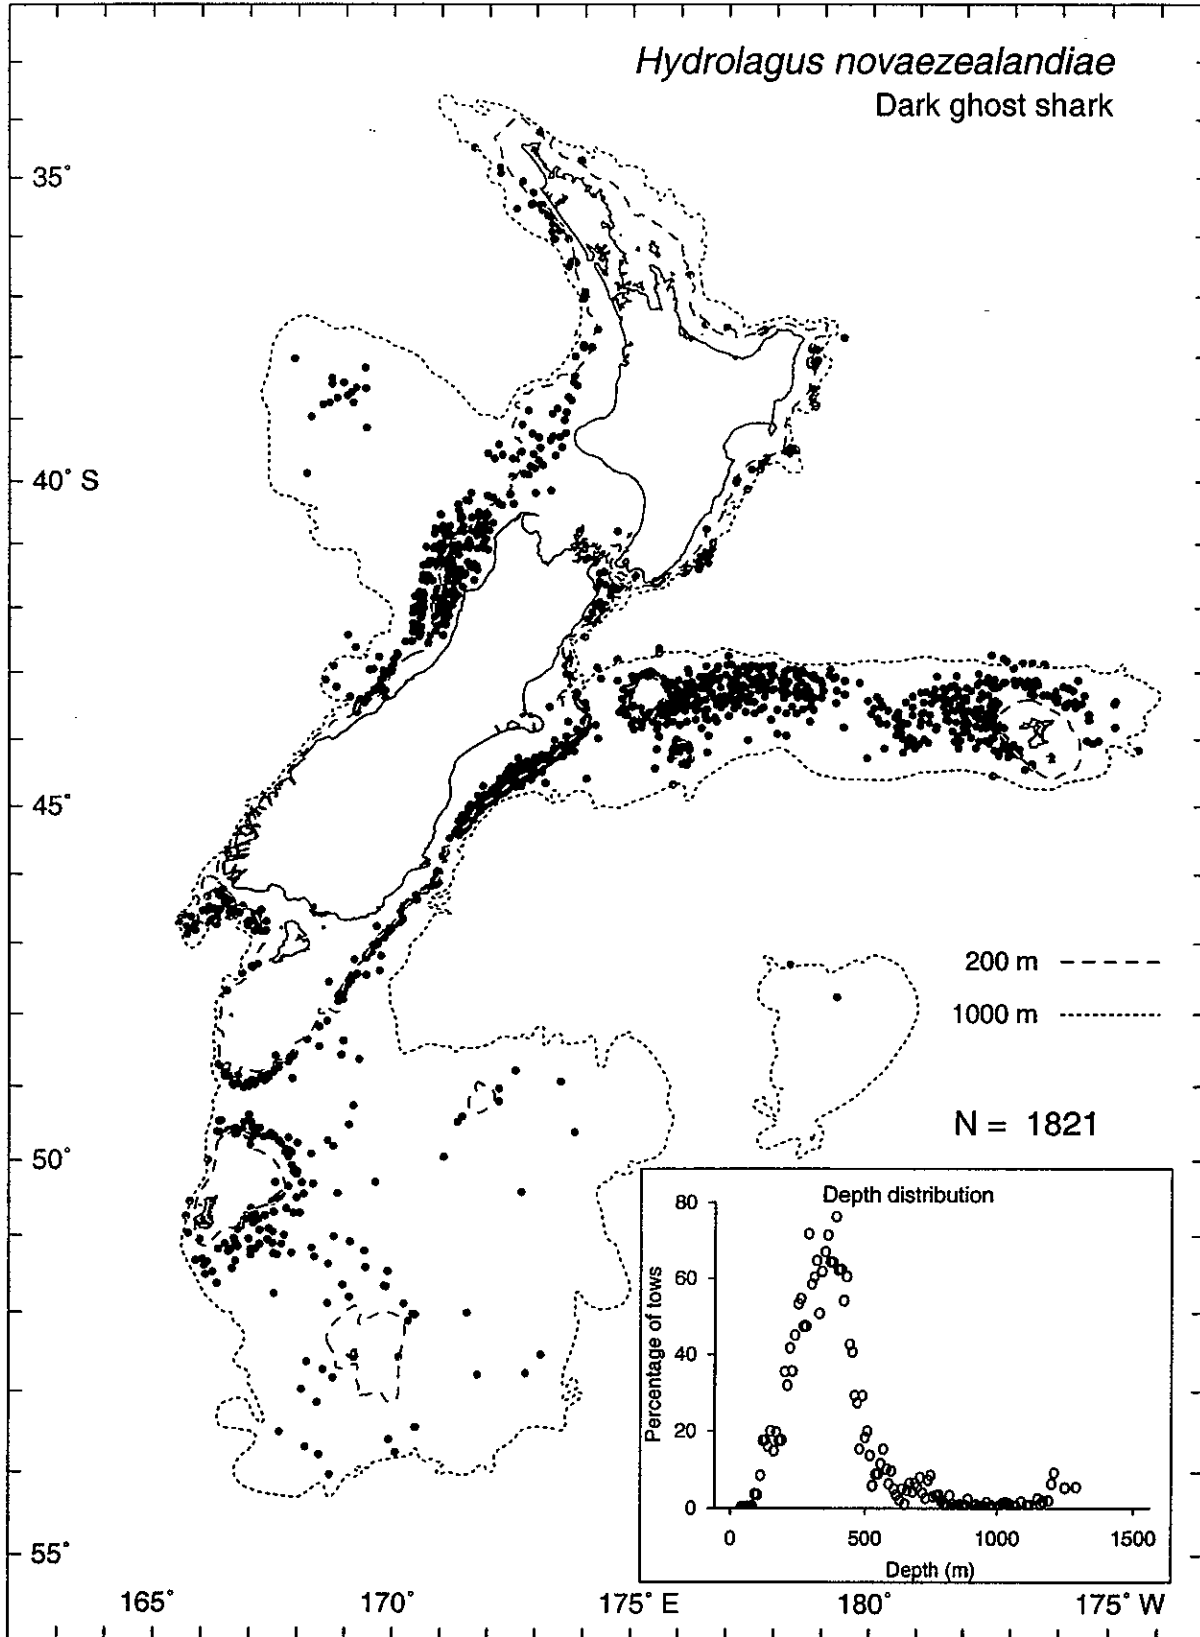 Hydrolagus novaezealandiae
Dark ghost shark
35°
40° S
45°
200 m
1000 m
N = 1821
50°
Depth distribution
80
60
40
20
0
Percentage of tows
0 500 1000 1500
Depth (m)
55°
165° 170° 175° E 180° 175° W